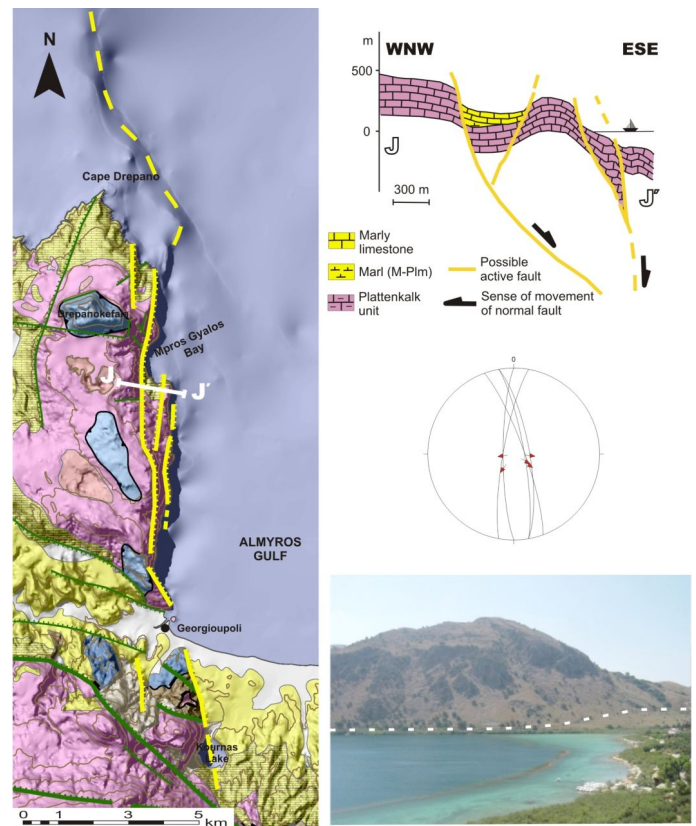 N
Cape Drepano
Drepanokefala
Mpros Gyalos
Bay
J
J´
ALMYROS
GULF
Georgioupoli
Kournas
Lake
0 1 3 5
km
m
WNW
ESE
500
0
J
J´
300 m
Marly
limestone
Marl (M-Plm)
Plattenkalk
unit
Possible
active fault
Sense of movement
of normal fault
0